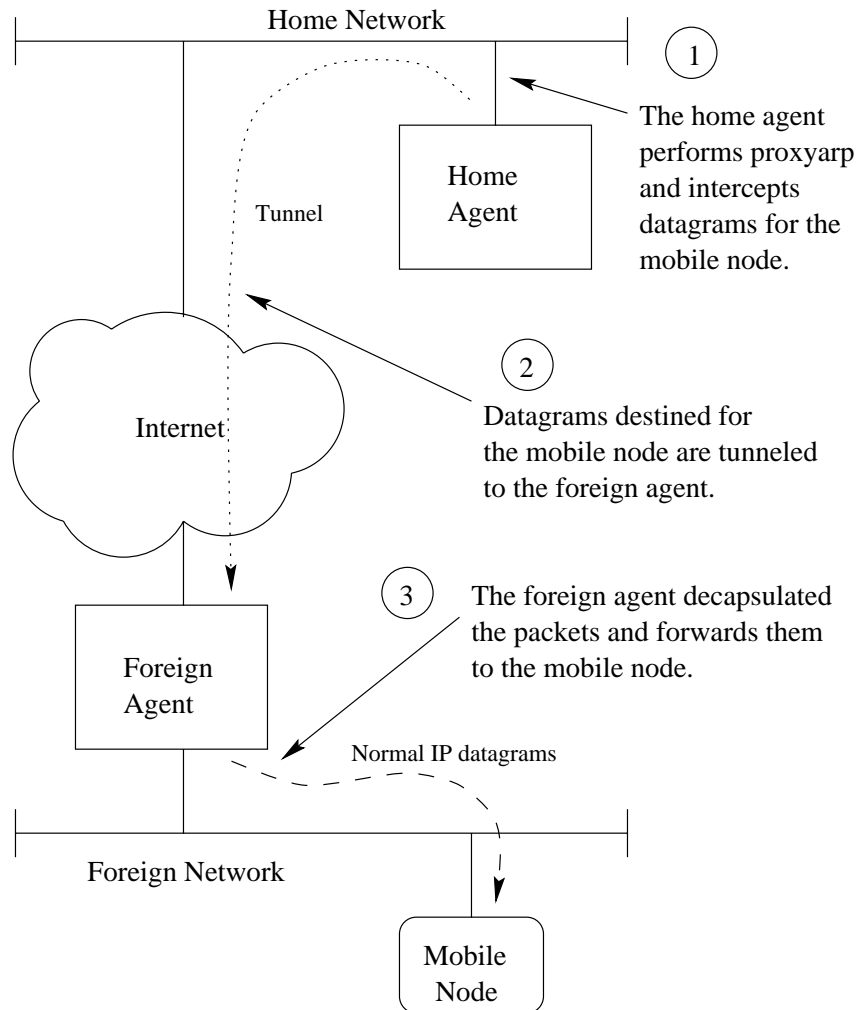 Home Network
1
The home agent
performs proxyarp
and intercepts
datagrams for the
mobile node.
Home
Agent
Tunnel
2
Internet
Datagrams destined for
the mobile node are tunneled
to the foreign agent.
3
The foreign agent decapsulated
the packets and forwards them
to the mobile node.
Foreign
Agent
Normal IP datagrams
Foreign Network
Mobile
Node